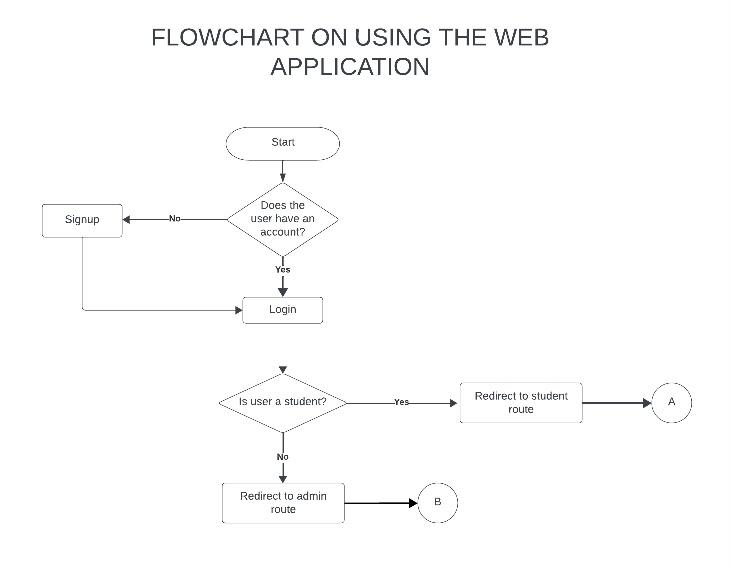 FLOWCHART ON USING THE WEB
APPLICATION
Start
Does the
user have an
account?
No
Signup
Yes
Login
Is user a student?
Yes
Redirect to student
route
A
No
Redirect to admin
route
B